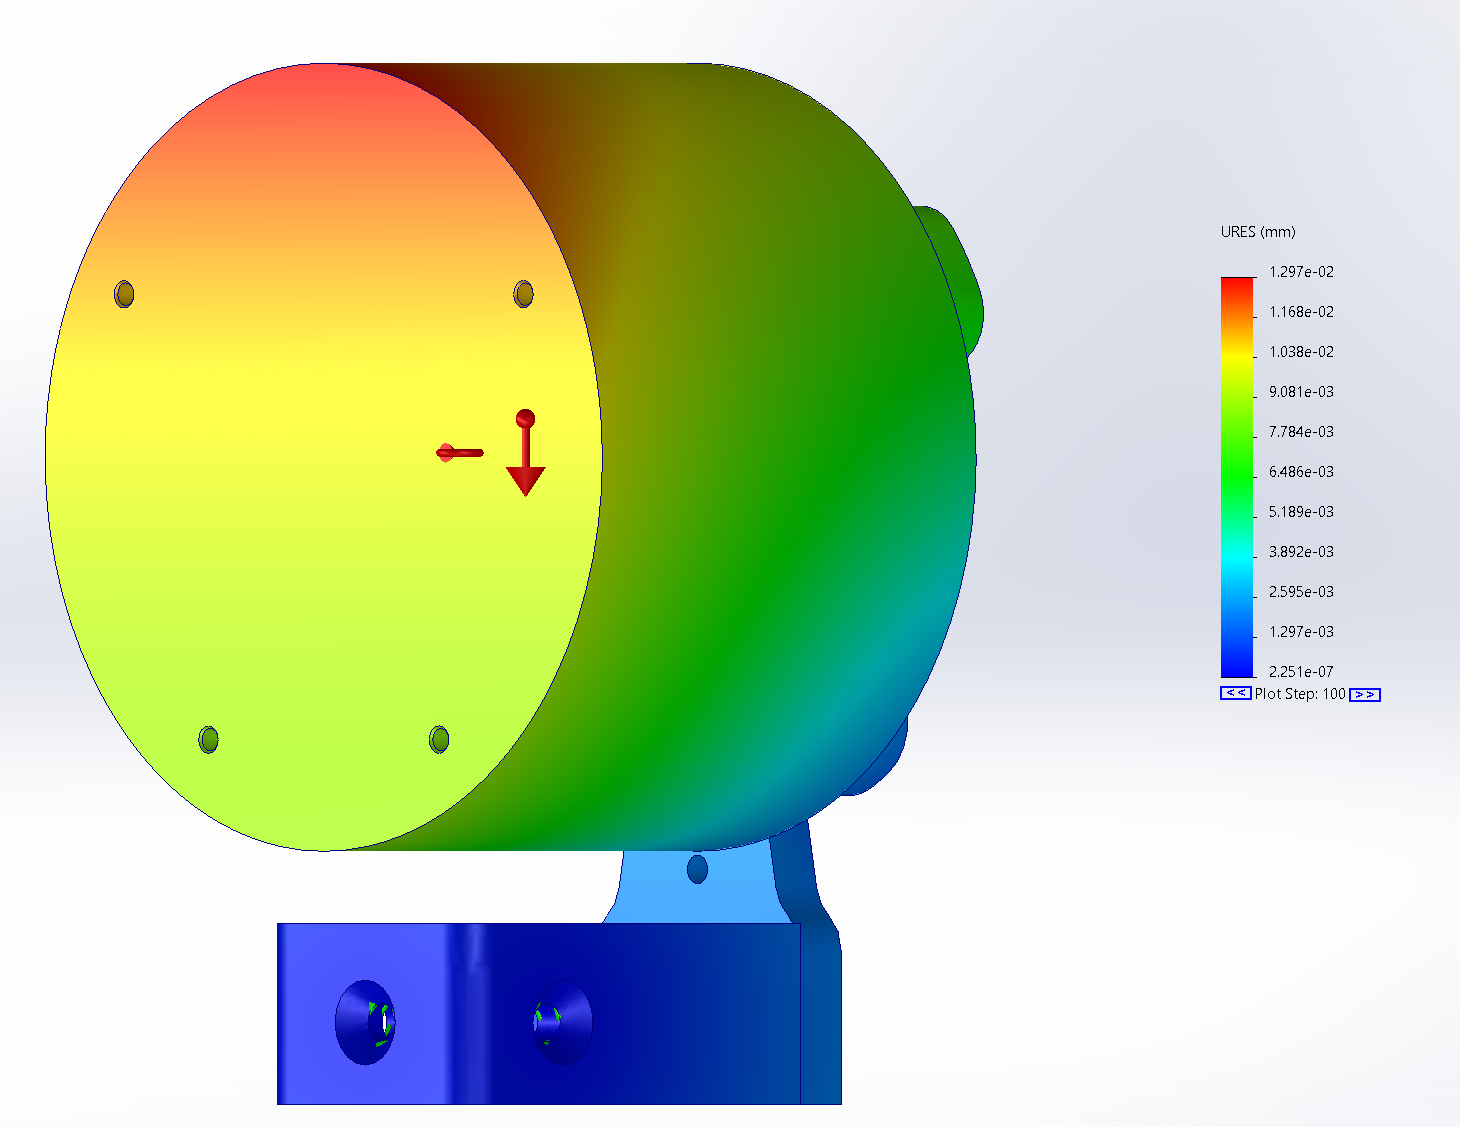 URES (mm)
1.297e-02
1.168e-02
1.038e-02
9.081e-03
7.784e-03
6.486e-03
5.189e-03
3.892e-03
2.595e-03
1.297e-03
2.251e-07
<< Plot Step: 100 >>